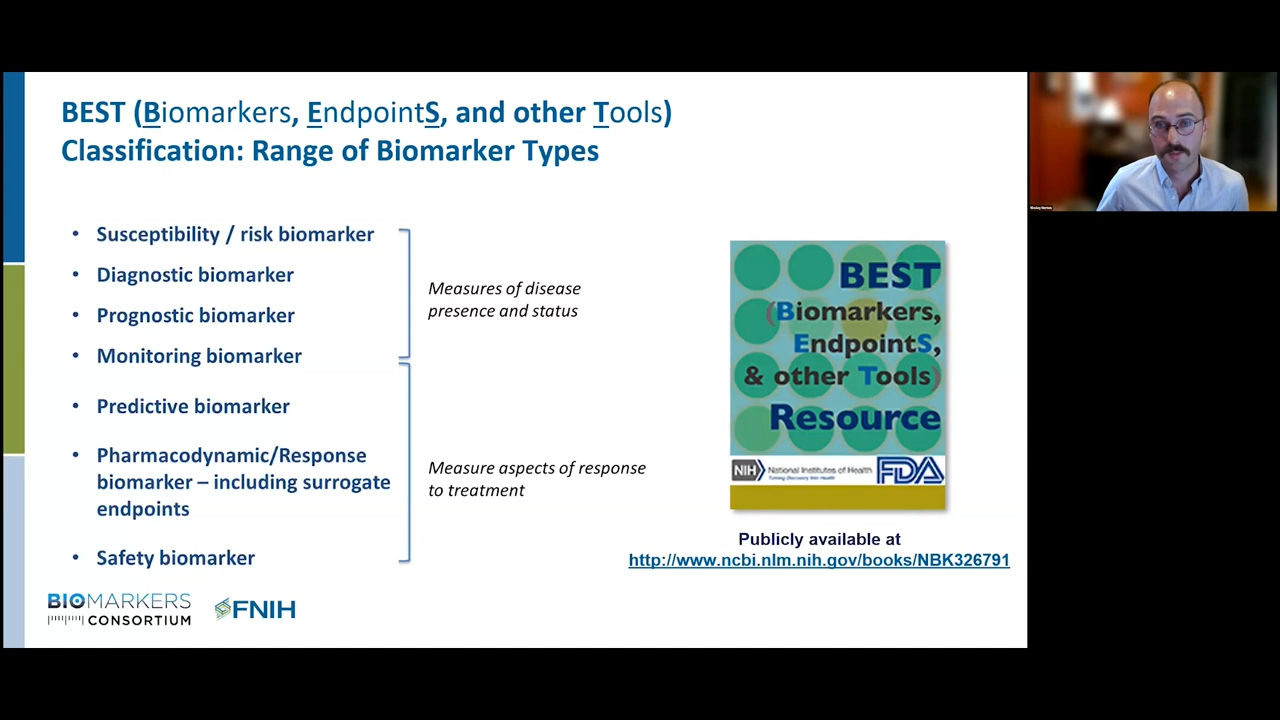 BEST (Biomarkers, EndpointS, and other Tools)
Classification: Range of Biomarker Types
• Susceptibility / risk biomarker
• Diagnostic biomarker
• Prognostic biomarker
• Monitoring biomarker
Measures of disease
presence and status
• Predictive biomarker
• Pharmacodynamic/Response
biomarker – including surrogate
endpoints
• Safety biomarker
Measure aspects of response
to treatment
BEST
(Biomarkers,
EndpointS,
& other Tools)
Resource
NIH National Institutes of Health
Turning Discovery Into Health
FDA
Publicly available at
http://www.ncbi.nlm.nih.gov/books/NBK326791
BIOMARKERS
CONSORTIUM
FNIH